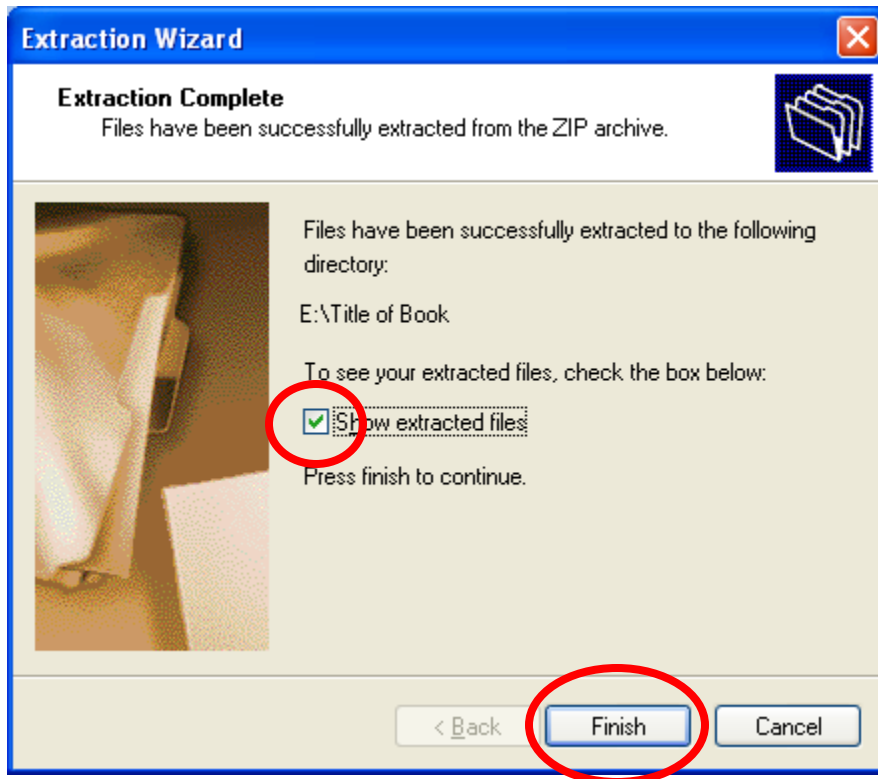 Extraction Wizard
Extraction Complete
Files have been successfully extracted from the ZIP archive.
Files have been successfully extracted to the following
directory:
E:\Title of Book
To see your extracted files, check the box below:
Show extracted files
Press finish to continue.
< Back Finish Cancel